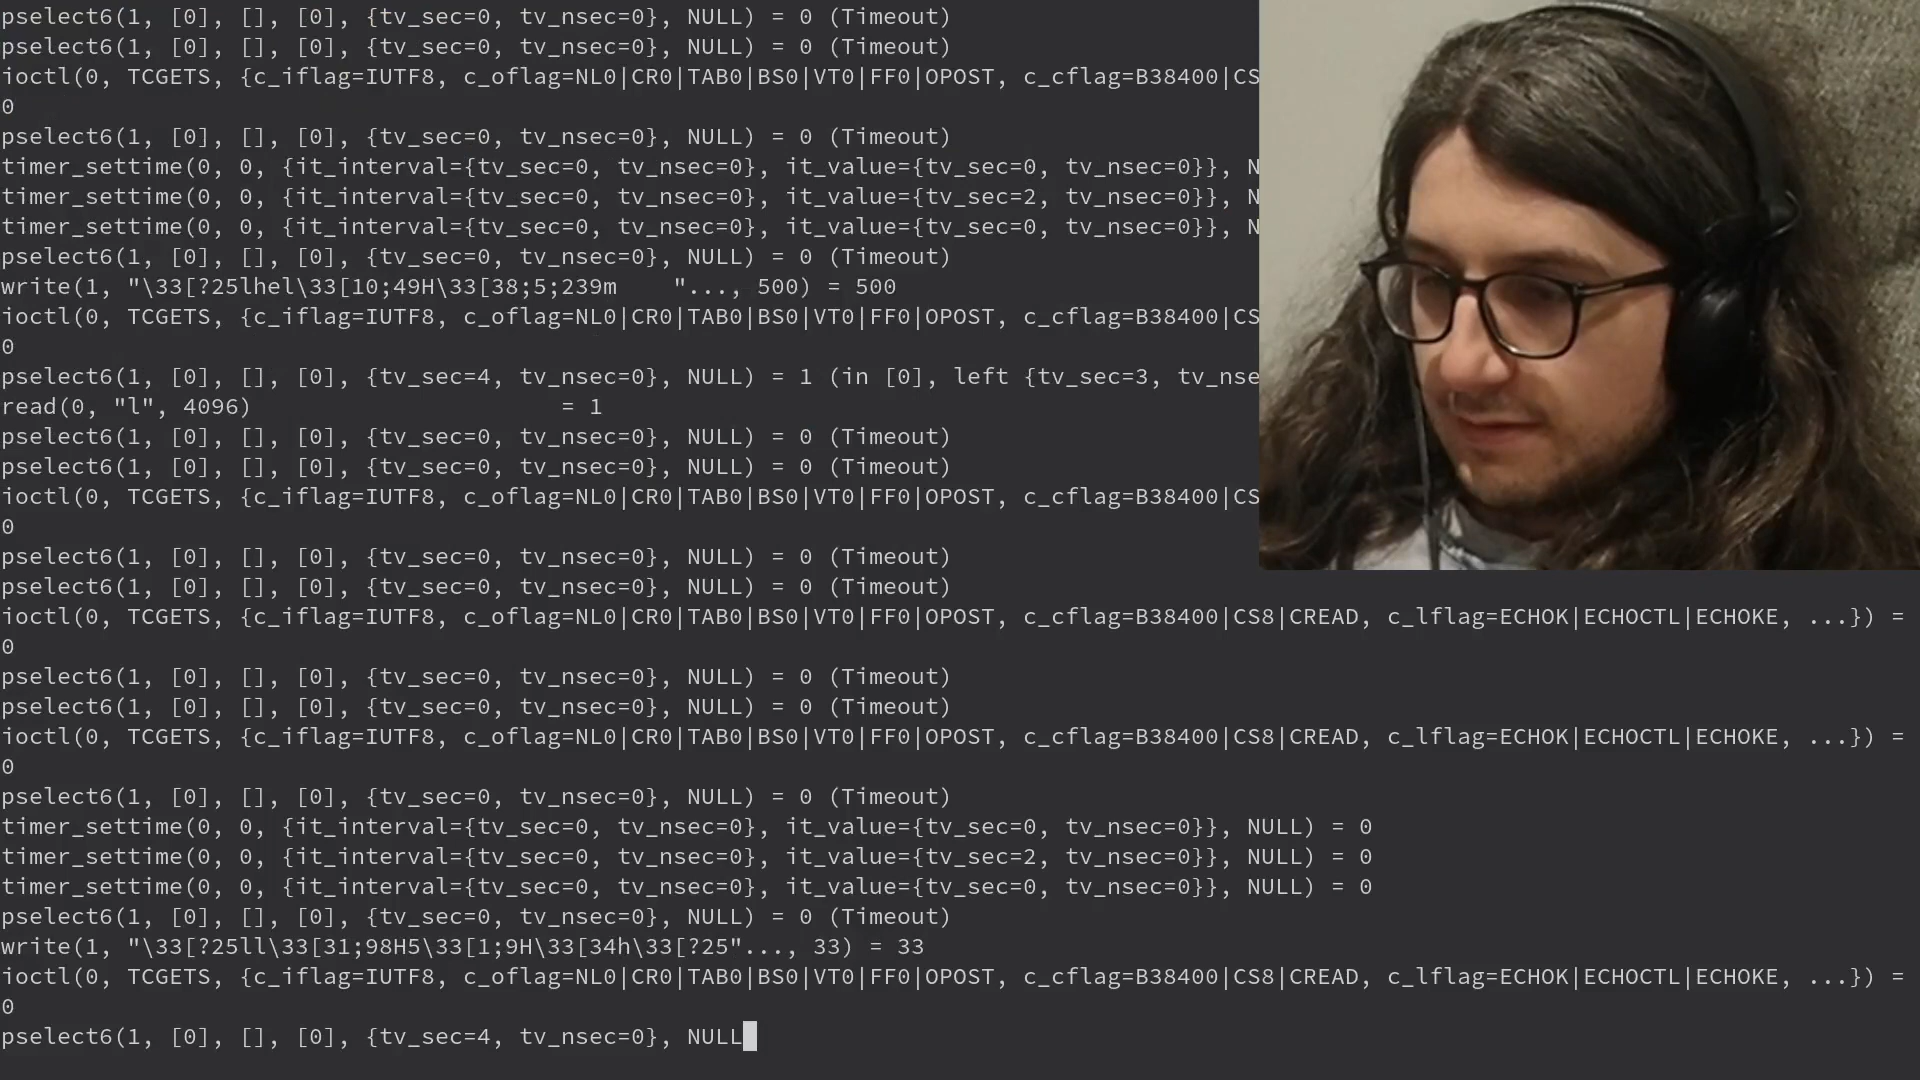 pselect6(1, [0], [], [0], {tv_sec=0, tv_nsec=0}, NULL) = 0 (Timeout)
pselect6(1, [0], [], [0], {tv_sec=0, tv_nsec=0}, NULL) = 0 (Timeout)
ioctl(0, TCGETS, {c_iflag=IUTF8, c_oflag=NL0|CR0|TAB0|BS0|VT0|FF0|OPOST, c_cflag=B38400|CS
0
pselect6(1, [0], [], [0], {tv_sec=0, tv_nsec=0}, NULL) = 0 (Timeout)
timer_settime(0, 0, {it_interval={tv_sec=0, tv_nsec=0}, it_value={tv_sec=0, tv_nsec=0}}, N
timer_settime(0, 0, {it_interval={tv_sec=0, tv_nsec=0}, it_value={tv_sec=2, tv_nsec=0}}, N
timer_settime(0, 0, {it_interval={tv_sec=0, tv_nsec=0}, it_value={tv_sec=0, tv_nsec=0}}, N
pselect6(1, [0], [], [0], {tv_sec=0, tv_nsec=0}, NULL) = 0 (Timeout)
write(1, "\33[?25lhel\33[10;49H\33[38;5;239m    "..., 500) = 500
ioctl(0, TCGETS, {c_iflag=IUTF8, c_oflag=NL0|CR0|TAB0|BS0|VT0|FF0|OPOST, c_cflag=B38400|CS
0
pselect6(1, [0], [], [0], {tv_sec=4, tv_nsec=0}, NULL) = 1 (in [0], left {tv_sec=3, tv_nse
read(0, "l", 4096)                      = 1
pselect6(1, [0], [], [0], {tv_sec=0, tv_nsec=0}, NULL) = 0 (Timeout)
pselect6(1, [0], [], [0], {tv_sec=0, tv_nsec=0}, NULL) = 0 (Timeout)
ioctl(0, TCGETS, {c_iflag=IUTF8, c_oflag=NL0|CR0|TAB0|BS0|VT0|FF0|OPOST, c_cflag=B38400|CS
0
pselect6(1, [0], [], [0], {tv_sec=0, tv_nsec=0}, NULL) = 0 (Timeout)
pselect6(1, [0], [], [0], {tv_sec=0, tv_nsec=0}, NULL) = 0 (Timeout)
ioctl(0, TCGETS, {c_iflag=IUTF8, c_oflag=NL0|CR0|TAB0|BS0|VT0|FF0|OPOST, c_cflag=B38400|CS8|CREAD, c_lflag=ECHOK|ECHOCTL|ECHOKE, ...}) =
0
pselect6(1, [0], [], [0], {tv_sec=0, tv_nsec=0}, NULL) = 0 (Timeout)
pselect6(1, [0], [], [0], {tv_sec=0, tv_nsec=0}, NULL) = 0 (Timeout)
ioctl(0, TCGETS, {c_iflag=IUTF8, c_oflag=NL0|CR0|TAB0|BS0|VT0|FF0|OPOST, c_cflag=B38400|CS8|CREAD, c_lflag=ECHOK|ECHOCTL|ECHOKE, ...}) =
0
pselect6(1, [0], [], [0], {tv_sec=0, tv_nsec=0}, NULL) = 0 (Timeout)
timer_settime(0, 0, {it_interval={tv_sec=0, tv_nsec=0}, it_value={tv_sec=0, tv_nsec=0}}, NULL) = 0
timer_settime(0, 0, {it_interval={tv_sec=0, tv_nsec=0}, it_value={tv_sec=2, tv_nsec=0}}, NULL) = 0
timer_settime(0, 0, {it_interval={tv_sec=0, tv_nsec=0}, it_value={tv_sec=0, tv_nsec=0}}, NULL) = 0
pselect6(1, [0], [], [0], {tv_sec=0, tv_nsec=0}, NULL) = 0 (Timeout)
write(1, "\33[?25ll\33[31;98H5\33[1;9H\33[34h\33[?25"..., 33) = 33
ioctl(0, TCGETS, {c_iflag=IUTF8, c_oflag=NL0|CR0|TAB0|BS0|VT0|FF0|OPOST, c_cflag=B38400|CS8|CREAD, c_lflag=ECHOK|ECHOCTL|ECHOKE, ...}) =
0
pselect6(1, [0], [], [0], {tv_sec=4, tv_nsec=0}, NULL